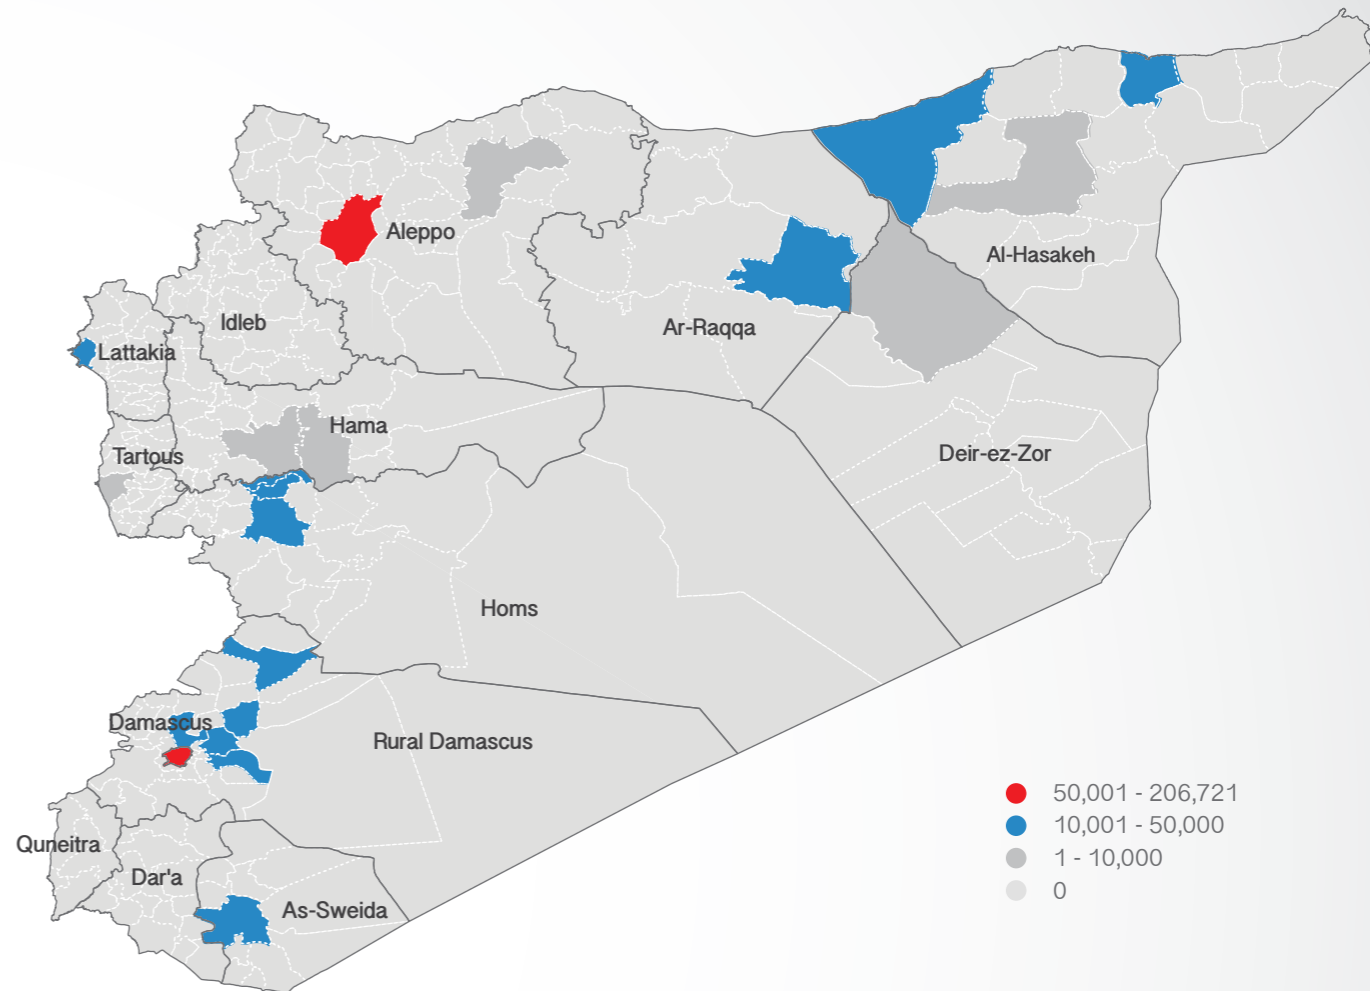 Aleppo
Al-Hasakeh
Idleb
Ar-Raqqa
Lattakia
Hama
Tartous
Deir-ez-Zor
Homs
Damascus
Rural Damascus
Quneitra
Dar'a
As-Sweida
50,001 - 206,721
10,001 - 50,000
1 - 10,000
0